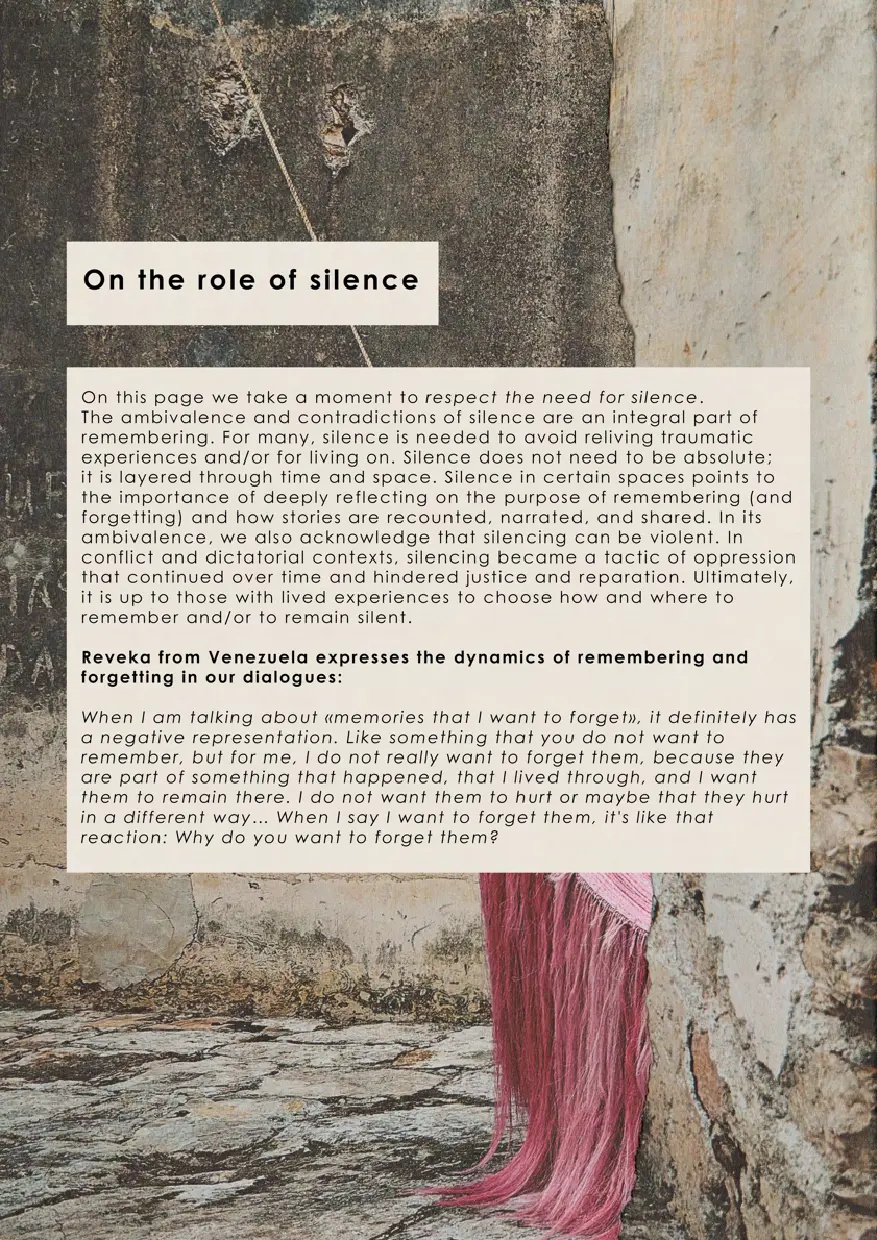 On the role of silence
On this page we take a moment to respect the need for silence.
The ambivalence and contradictions of silence are an integral part of
remembering. For many, silence is needed to avoid reliving traumatic
experiences and/or for living on. Silence does not need to be absolute;
it is layered through time and space. Silence in certain spaces points to
the importance of deeply reflecting on the purpose of remembering (and
forgetting) and how stories are recounted, narrated, and shared. In its
ambivalence, we also acknowledge that silencing can be violent. In
conflict and dictatorial contexts, silencing became a tactic of oppression
that continued over time and hindered justice and reparation. Ultimately,
it is up to those with lived experiences to choose how and where to
remember and/or to remain silent.
Reveka from Venezuela expresses the dynamics of remembering and
forgetting in our dialogues:
When I am talking about «memories that I want to forget», it definitely has
a negative representation. Like something that you do not want to
remember, but for me, I do not really want to forget them, because they
are part of something that happened, that I lived through, and I want
them to remain there. I do not want them to hurt or maybe that they hurt
in a different way... When I say I want to forget them, it's like that
reaction: Why do you want to forget them?